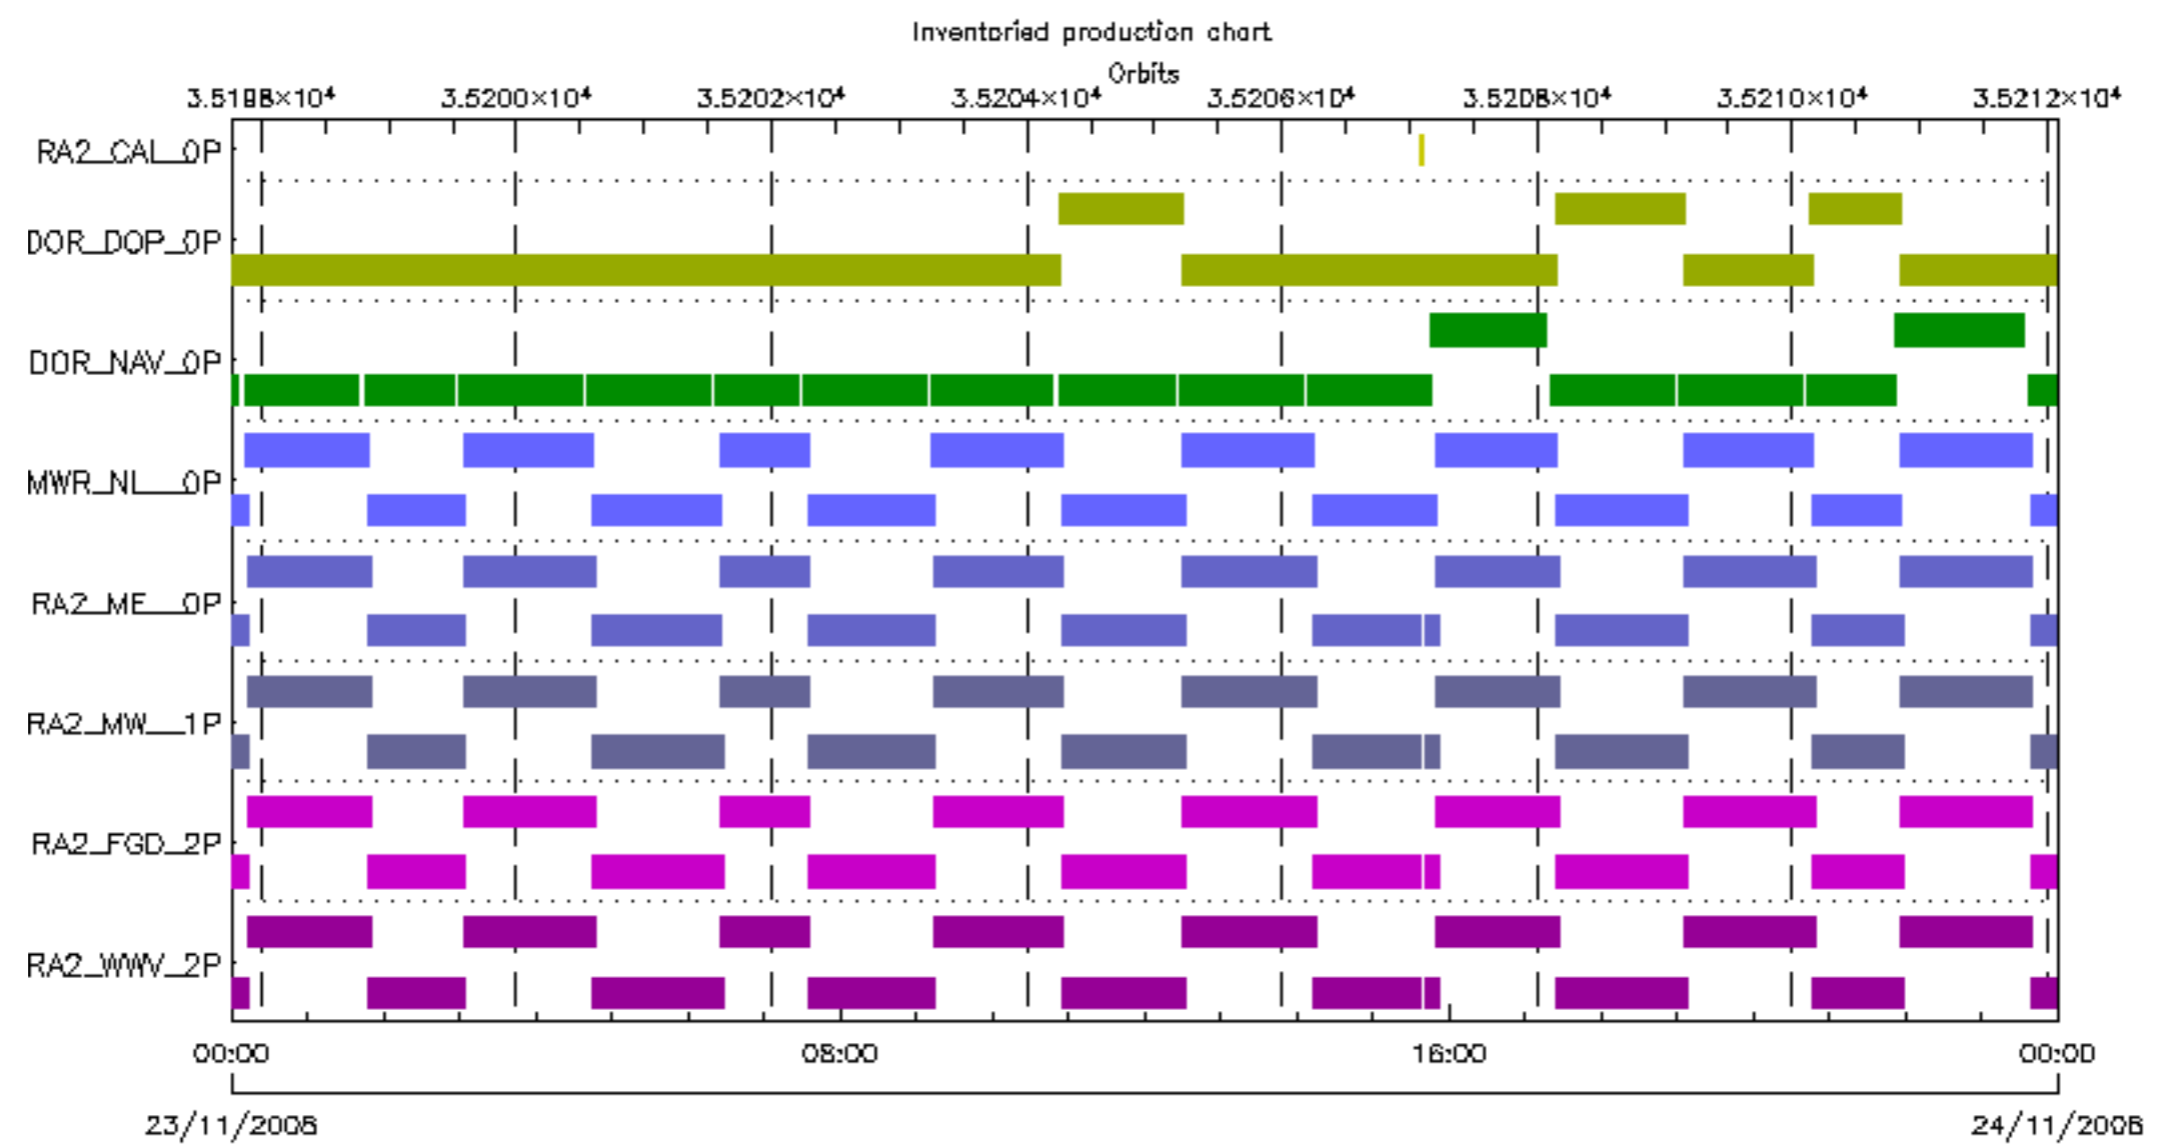 Inventoried production chart
Orbits
3.5198×10⁴ 3.5200×10⁴ 3.5202×10⁴ 3.5204×10⁴ 3.5206×10⁴ 3.5208×10⁴ 3.5210×10⁴ 3.5212×10⁴
RA2_CAL_0P
DOR_DOP_0P
DOR_NAV_0P
MWR_NL__0P
RA2_ME__0P
RA2_MW__1P
RA2_FGD_2P
RA2_WWV_2P
00:00 08:00 16:00 00:00
23/11/2008 24/11/2008